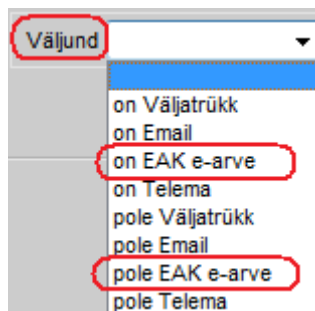 Väljund
on Väljatrükk
on Email
on EAK e-arve
on Telema
pole Väljatrükk
pole Email
pole EAK e-arve
pole Telema